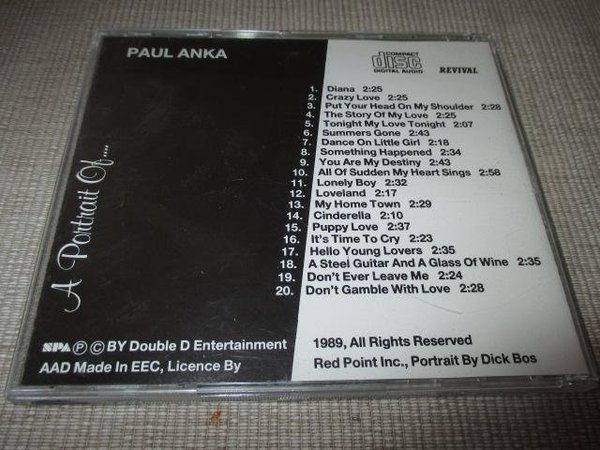 PAUL ANKA
COMPACT
disc
DIGITAL AUDIO
REVIVAL
A Portrait Of....
1. Diana 2:25
2. Crazy Love 2:25
3. Put Your Head On My Shoulder 2:28
4. The Story Of My Love 2:25
5. Tonight My Love Tonight 2:07
6. Summers Gone 2:43
7. Dance On Little Girl 2:18
8. Something Happened 2:34
9. You Are My Destiny 2:43
10. All Of Sudden My Heart Sings 2:58
11. Lonely Boy 2:32
12. Loveland 2:17
13. My Home Town 2:29
14. Cinderella 2:10
15. Puppy Love 2:37
16. It's Time To Cry 2:23
17. Hello Young Lovers 2:35
18. A Steel Guitar And A Glass Of Wine 2:35
19. Don't Ever Leave Me 2:24
20. Don't Gamble With Love 2:28
SPA Ⓟ © BY Double D Entertainment 1989, All Rights Reserved
AAD Made In EEC, Licence By Red Point Inc., Portrait By Dick Bos